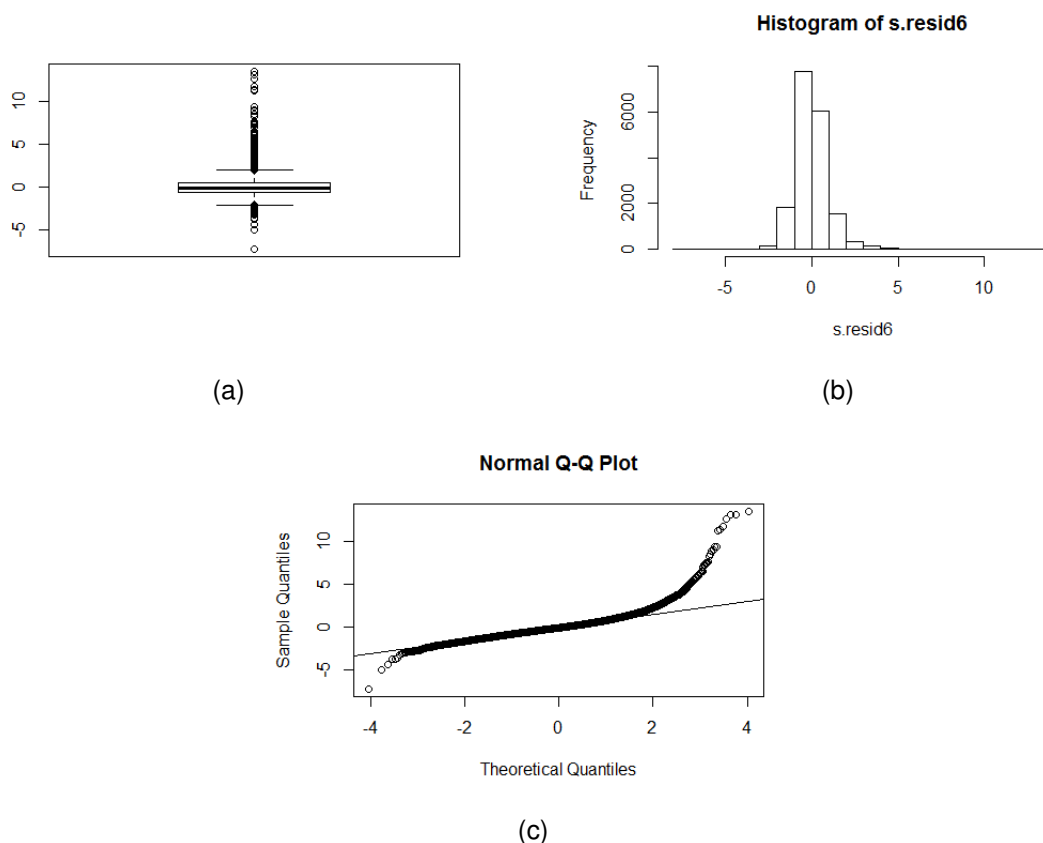 10
5
0
-5
(a)
Histogram of s.resid6
Frequency
6000
2000
0
-5 0 5 10
s.resid6
(b)
Normal Q-Q Plot
Sample Quantiles
10
5
0
-5
-4 -2 0 2 4
Theoretical Quantiles
(c)